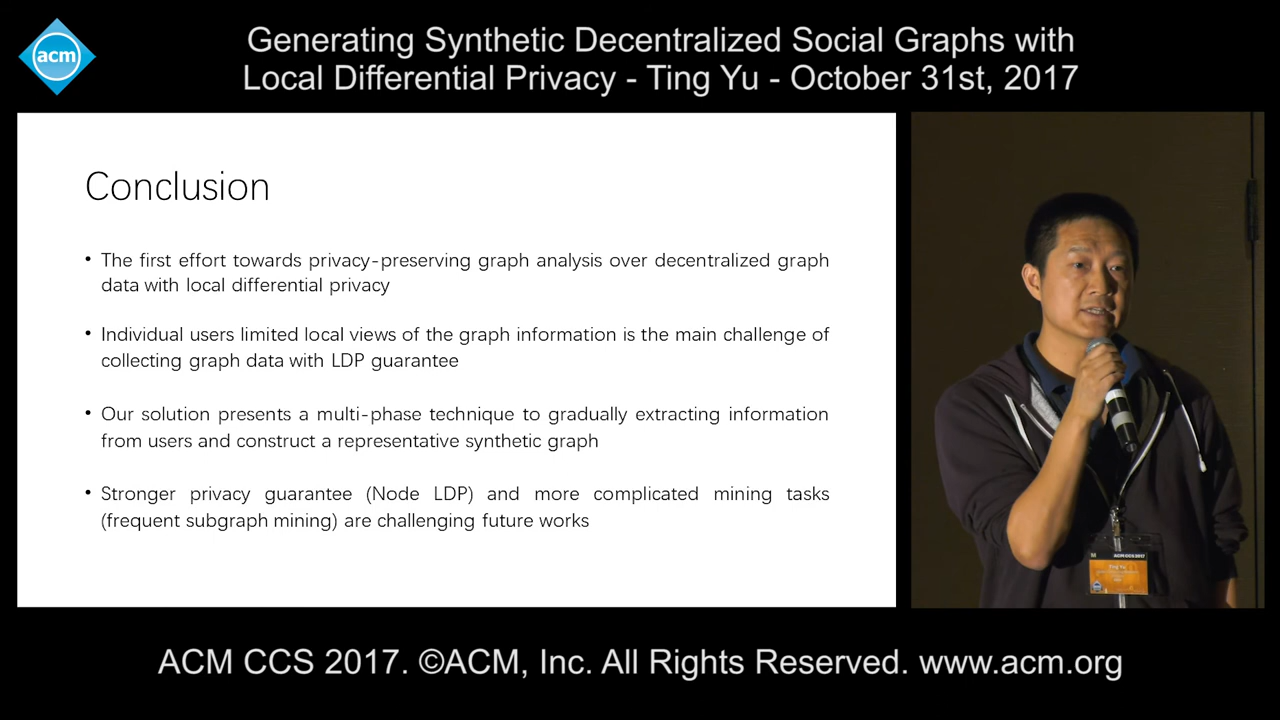 acm
Generating Synthetic Decentralized Social Graphs with
Local Differential Privacy - Ting Yu - October 31st, 2017
Conclusion
• The first effort towards privacy-preserving graph analysis over decentralized graph
data with local differential privacy
• Individual users limited local views of the graph information is the main challenge of
collecting graph data with LDP guarantee
• Our solution presents a multi-phase technique to gradually extracting information
from users and construct a representative synthetic graph
• Stronger privacy guarantee (Node LDP) and more complicated mining tasks
(frequent subgraph mining) are challenging future works
M ACM CCS 2017
Ting Yu
ACM CCS 2017. ©ACM, Inc. All Rights Reserved. www.acm.org